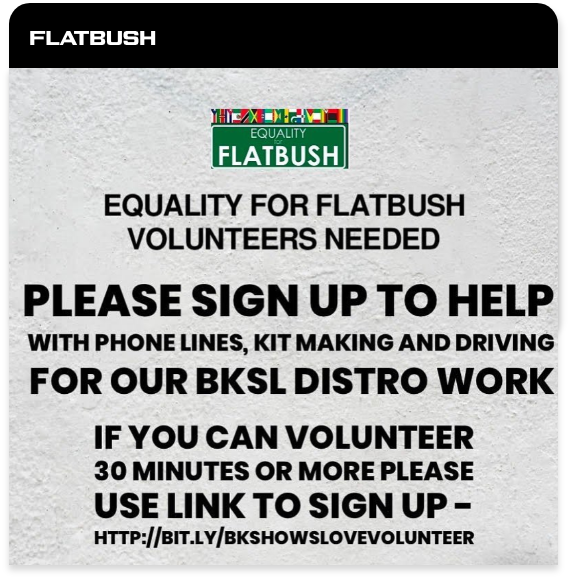 FLATBUSH
EQUALITY
FLATBUSH
EQUALITY FOR FLATBUSH
VOLUNTEERS NEEDED
PLEASE SIGN UP TO HELP
WITH PHONE LINES, KIT MAKING AND DRIVING
FOR OUR BKSL DISTRO WORK
IF YOU CAN VOLUNTEER
30 MINUTES OR MORE PLEASE
USE LINK TO SIGN UP -
HTTP://BIT.LY/BKSHOWSLOVEVOLUNTEER